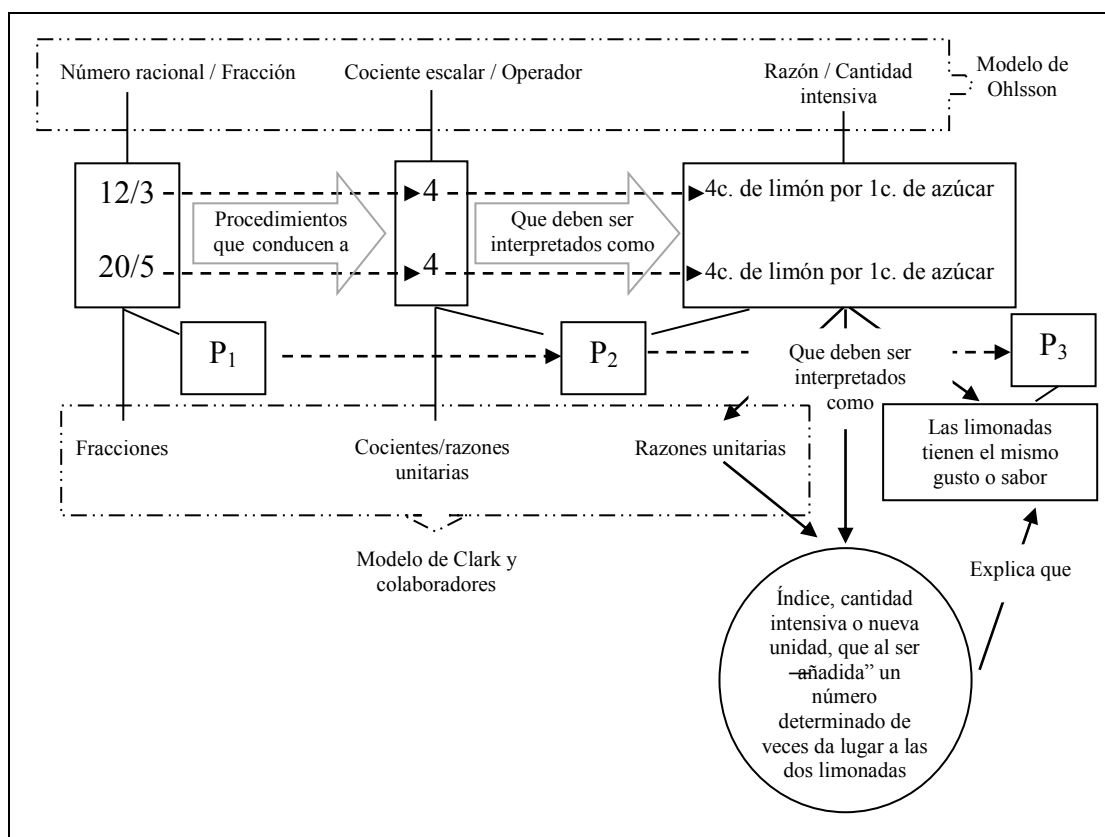 Número racional / Fracción
Cociente escalar / Operador
Razón / Cantidad
intensiva
Modelo de
Ohlsson
12/3
4
4c. de limón por 1c. de azúcar
Procedimientos
que conducen a
Que deben ser
interpretados como
20/5
4
4c. de limón por 1c. de azúcar
P1
P2
Que deben ser
interpretados
como
P3
Fracciones
Cocientes/razones
unitarias
Razones unitarias
Las limonadas
tienen el mismo
gusto o sabor
Modelo de Clark y
colaboradores
Explica que
Índice, cantidad
intensiva o nueva
unidad, que al ser
―añadida” un
número
determinado de
veces da lugar a las
dos limonadas